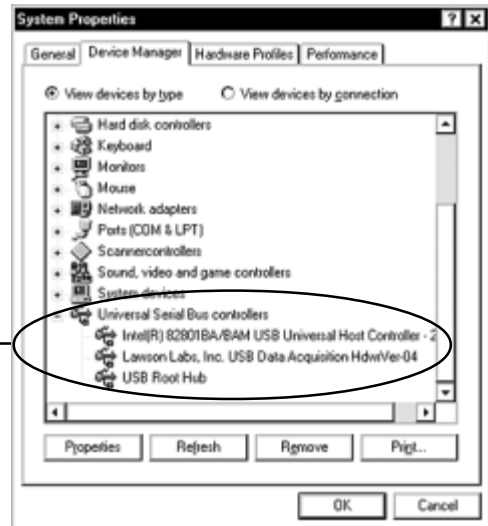 System Properties
General Device Manager Hardware Profiles Performance
View devices by type View devices by connection
Hard disk controllers
Keyboard
Monitors
Mouse
Network adapters
Ports (COM & LPT)
Scannercontrollers
Sound, video and game controllers
System devices
Universal Serial Bus controllers
Intel(R) 82801BA/BAM USB Universal Host Controller - 2
Lawson Labs, Inc. USB Data Acquisition HdwrVer-04
USB Root Hub
Properties Refresh Remove Print...
OK Cancel